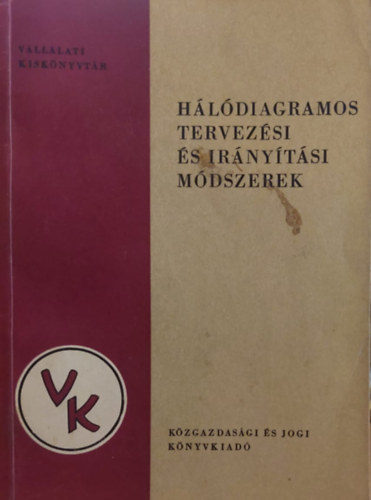 VÁLLALATI
KISKÖNYVTÁR
HÁLÓDIAGRAMOS
TERVEZÉSI
ÉS IRÁNYÍTÁSI
MÓDSZEREK
VK
KÖZGAZDASÁGI ÉS JOGI
KÖNYVKIADÓ